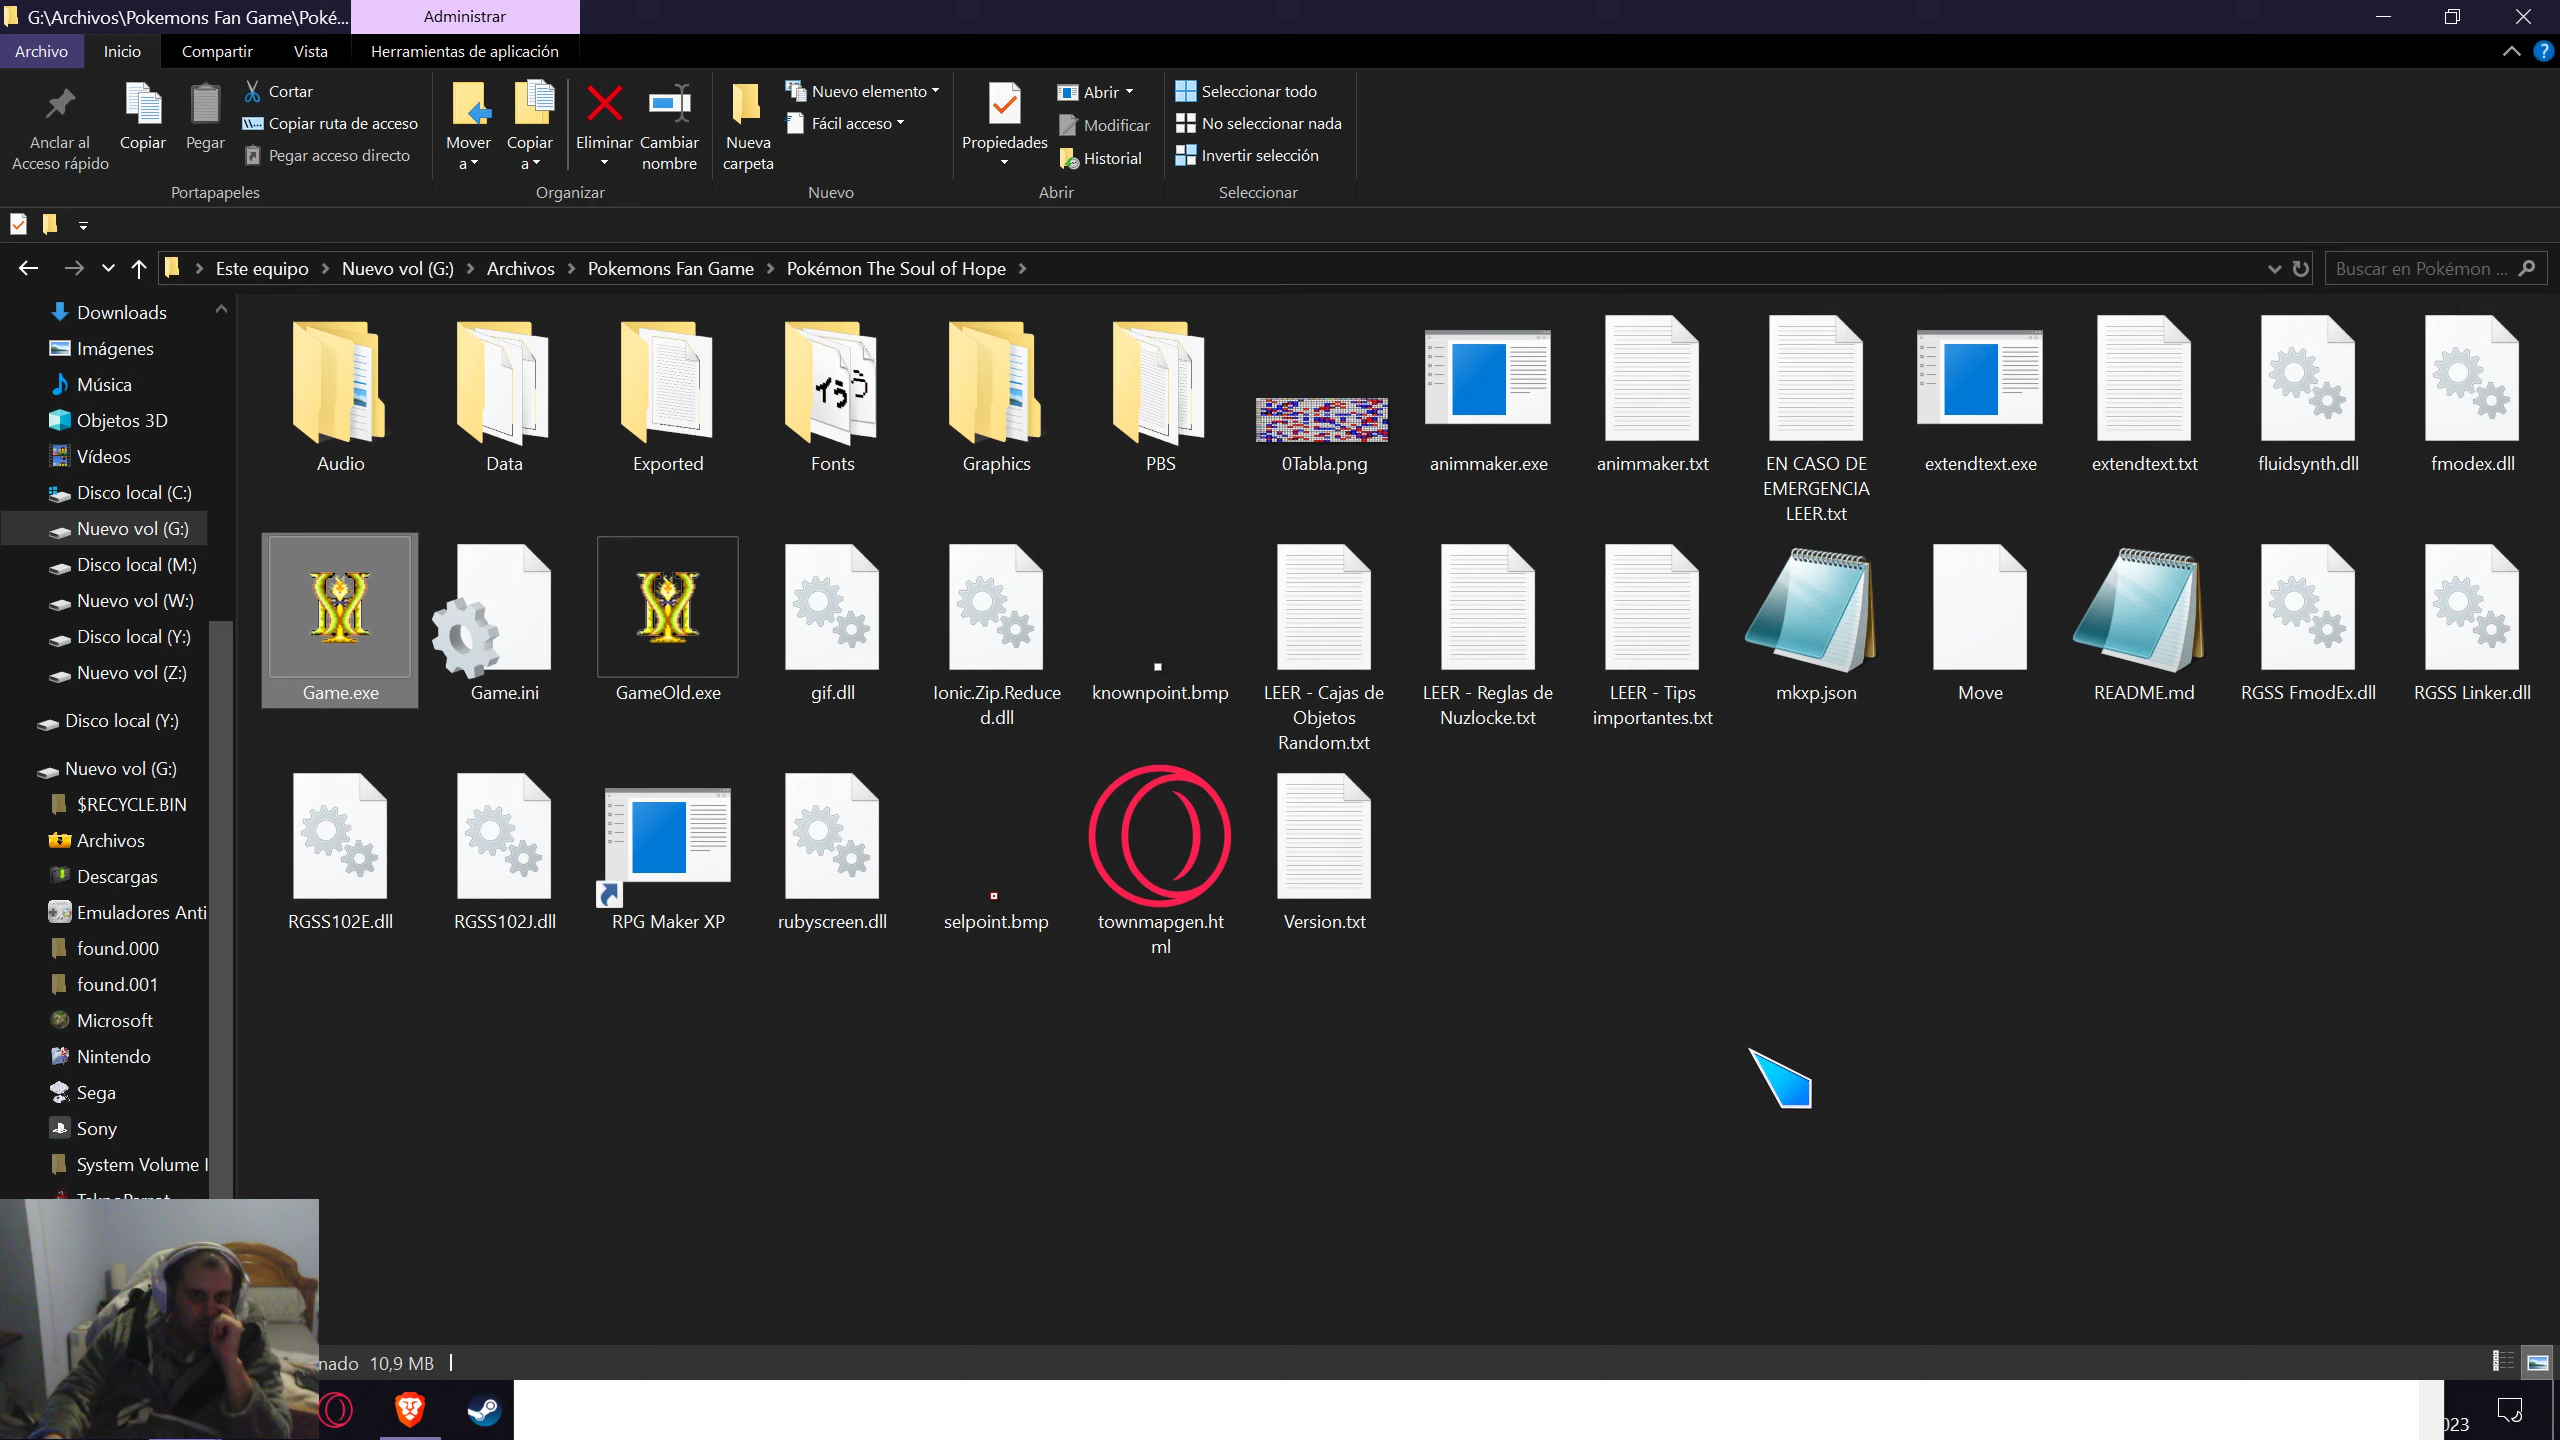 G:\Archivos\Pokemons Fan Game\Poké...
Administrar
Archivo
Inicio
Compartir
Vista
Herramientas de aplicación
Anclar al
Acceso rápido
Copiar
Pegar
Cortar
Copiar ruta de acceso
Pegar acceso directo
Portapapeles
Mover
a
Copiar
a
Eliminar
Cambiar
nombre
Organizar
Nueva
carpeta
Nuevo elemento
Fácil acceso
Nuevo
Propiedades
Abrir
Modificar
Historial
Abrir
Seleccionar todo
No seleccionar nada
Invertir selección
Seleccionar
Este equipo
Nuevo vol (G:)
Archivos
Pokemons Fan Game
Pokémon The Soul of Hope
Buscar en Pokémon ...
Downloads
Imágenes
Música
Objetos 3D
Vídeos
Disco local (C:)
Nuevo vol (G:)
Disco local (M:)
Nuevo vol (W:)
Disco local (Y:)
Nuevo vol (Z:)
Disco local (Y:)
Nuevo vol (G:)
$RECYCLE.BIN
Archivos
Descargas
Emuladores Anti
found.000
found.001
Microsoft
Nintendo
Sega
Sony
System Volume I
Audio
Data
Exported
Fonts
Graphics
PBS
0Tabla.png
animmaker.exe
animmaker.txt
EN CASO DE
EMERGENCIA
LEER.txt
extendtext.exe
extendtext.txt
fluidsynth.dll
fmodex.dll
Game.exe
Game.ini
GameOld.exe
gif.dll
Ionic.Zip.Reduce
d.dll
knownpoint.bmp
LEER - Cajas de
Objetos
Random.txt
LEER - Reglas de
Nuzlocke.txt
LEER - Tips
importantes.txt
mkxp.json
Move
README.md
RGSS FmodEx.dll
RGSS Linker.dll
RGSS102E.dll
RGSS102J.dll
RPG Maker XP
rubyscreen.dll
selpoint.bmp
townmapgen.ht
ml
Version.txt
nado 10,9 MB
023